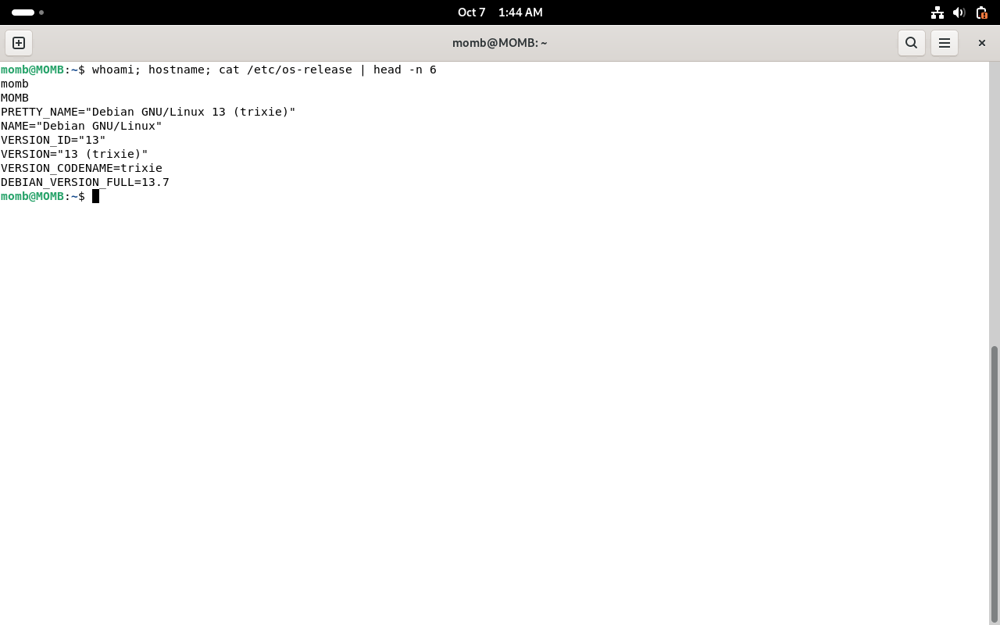 Oct 7 1:44 AM
momb@MOMB: ~
momb@MOMB:~$ whoami; hostname; cat /etc/os-release | head -n 6
momb
MOMB
PRETTY_NAME="Debian GNU/Linux 13 (trixie)"
NAME="Debian GNU/Linux"
VERSION_ID="13"
VERSION="13 (trixie)"
VERSION_CODENAME=trixie
DEBIAN_VERSION_FULL=13.7
momb@MOMB:~$